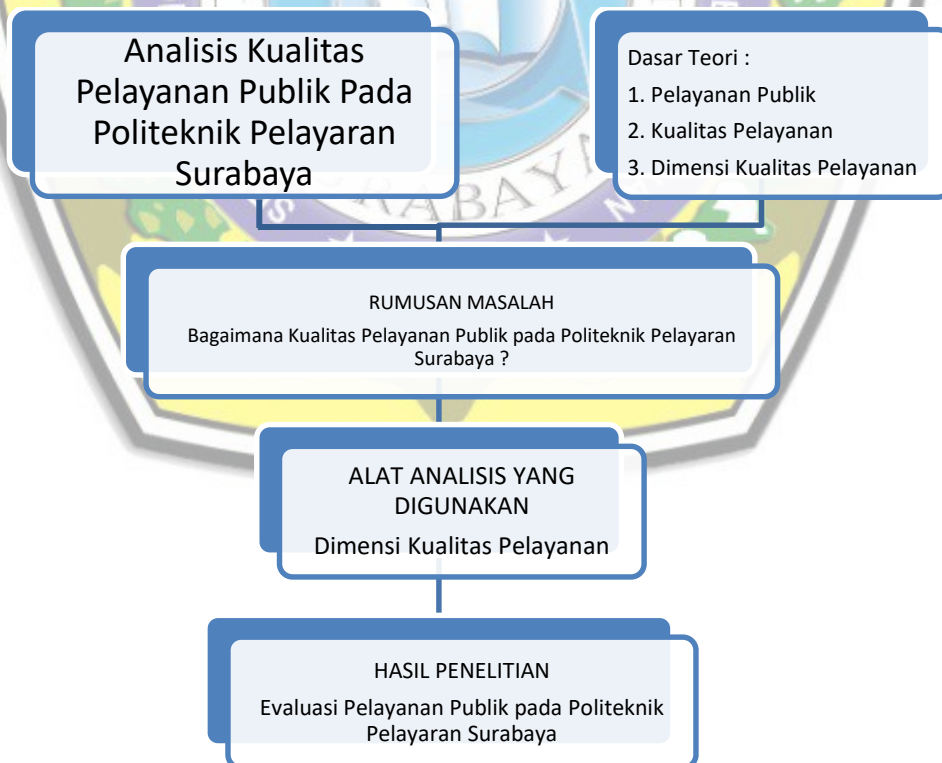 Analisis Kualitas
Pelayanan Publik Pada
Politeknik Pelayaran
Surabaya
Dasar Teori :
1. Pelayanan Publik
2. Kualitas Pelayanan
3. Dimensi Kualitas Pelayanan
RUMUSAN MASALAH
Bagaimana Kualitas Pelayanan Publik pada Politeknik Pelayaran
Surabaya ?
ALAT ANALISIS YANG
DIGUNAKAN
Dimensi Kualitas Pelayanan
HASIL PENELITIAN
Evaluasi Pelayanan Publik pada Politeknik
Pelayaran Surabaya